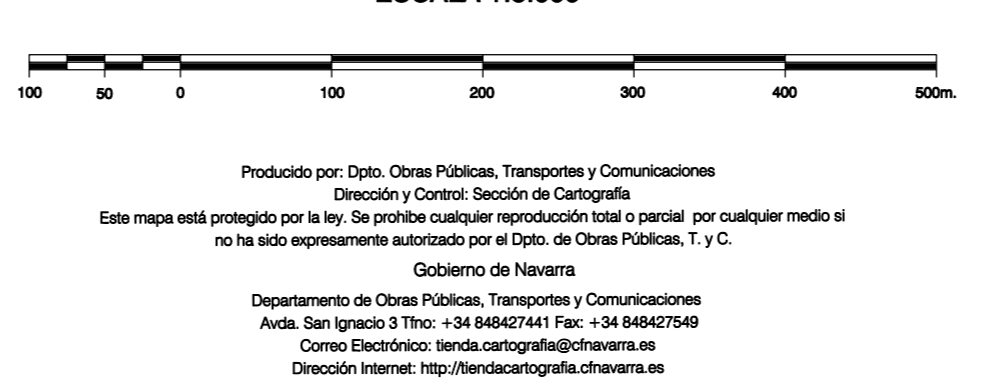 100 50 0 100 200 300 400 500m.
Producido por: Dpto. Obras Públicas, Transportes y Comunicaciones
Dirección y Control: Sección de Cartografía
Este mapa está protegido por la ley. Se prohibe cualquier reproducción total o parcial por cualquier medio si
no ha sido expresamente autorizado por el Dpto. de Obras Públicas, T. y C.
Gobierno de Navarra
Departamento de Obras Públicas, Transportes y Comunicaciones
Avda. San Ignacio 3 Tfno: +34 848427441 Fax: +34 848427549
Correo Electrónico: tienda.cartografia@cfnavarra.es
Dirección Internet: http://tiendacartografia.cfnavarra.es